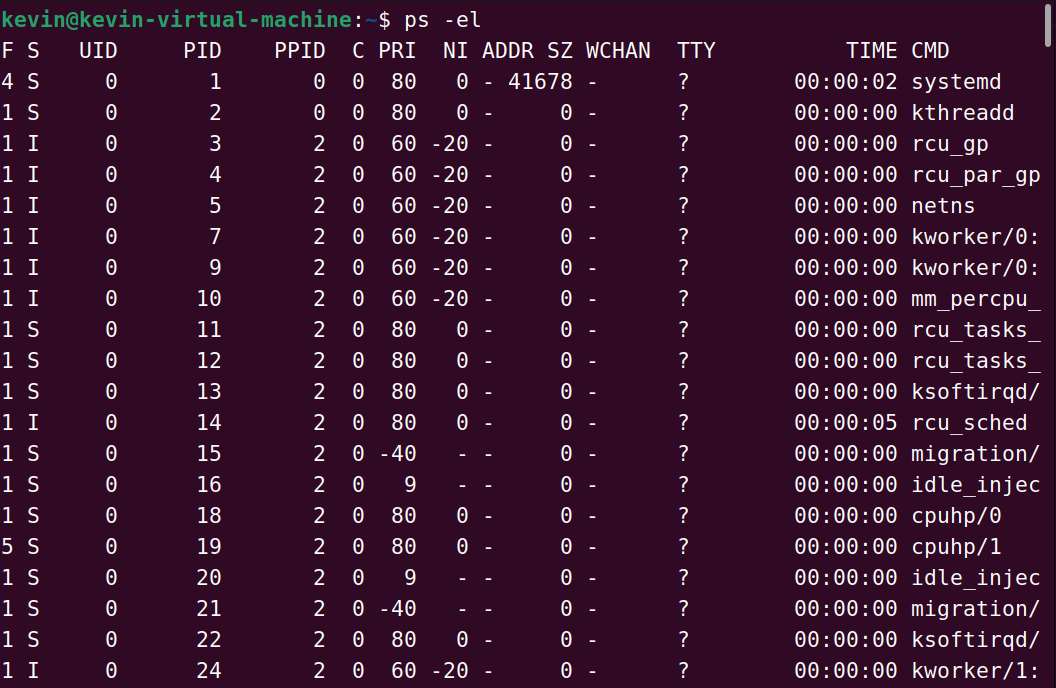 kevin@kevin-virtual-machine:~$ ps -el
F S   UID     PID    PPID  C PRI  NI ADDR SZ WCHAN  TTY          TIME CMD
4 S     0       1       0  0  80   0 - 41678 -      ?        00:00:02 systemd
1 S     0       2       0  0  80   0 -     0 -      ?        00:00:00 kthreadd
1 I     0       3       2  0  60 -20 -     0 -      ?        00:00:00 rcu_gp
1 I     0       4       2  0  60 -20 -     0 -      ?        00:00:00 rcu_par_gp
1 I     0       5       2  0  60 -20 -     0 -      ?        00:00:00 netns
1 I     0       7       2  0  60 -20 -     0 -      ?        00:00:00 kworker/0:
1 I     0       9       2  0  60 -20 -     0 -      ?        00:00:00 kworker/0:
1 I     0      10       2  0  60 -20 -     0 -      ?        00:00:00 mm_percpu_
1 S     0      11       2  0  80   0 -     0 -      ?        00:00:00 rcu_tasks_
1 S     0      12       2  0  80   0 -     0 -      ?        00:00:00 rcu_tasks_
1 S     0      13       2  0  80   0 -     0 -      ?        00:00:00 ksoftirqd/
1 I     0      14       2  0  80   0 -     0 -      ?        00:00:05 rcu_sched
1 S     0      15       2  0 -40   - -     0 -      ?        00:00:00 migration/
1 S     0      16       2  0   9   - -     0 -      ?        00:00:00 idle_injec
1 S     0      18       2  0  80   0 -     0 -      ?        00:00:00 cpuhp/0
5 S     0      19       2  0  80   0 -     0 -      ?        00:00:00 cpuhp/1
1 S     0      20       2  0   9   - -     0 -      ?        00:00:00 idle_injec
1 S     0      21       2  0 -40   - -     0 -      ?        00:00:00 migration/
1 S     0      22       2  0  80   0 -     0 -      ?        00:00:00 ksoftirqd/
1 I     0      24       2  0  60 -20 -     0 -      ?        00:00:00 kworker/1: